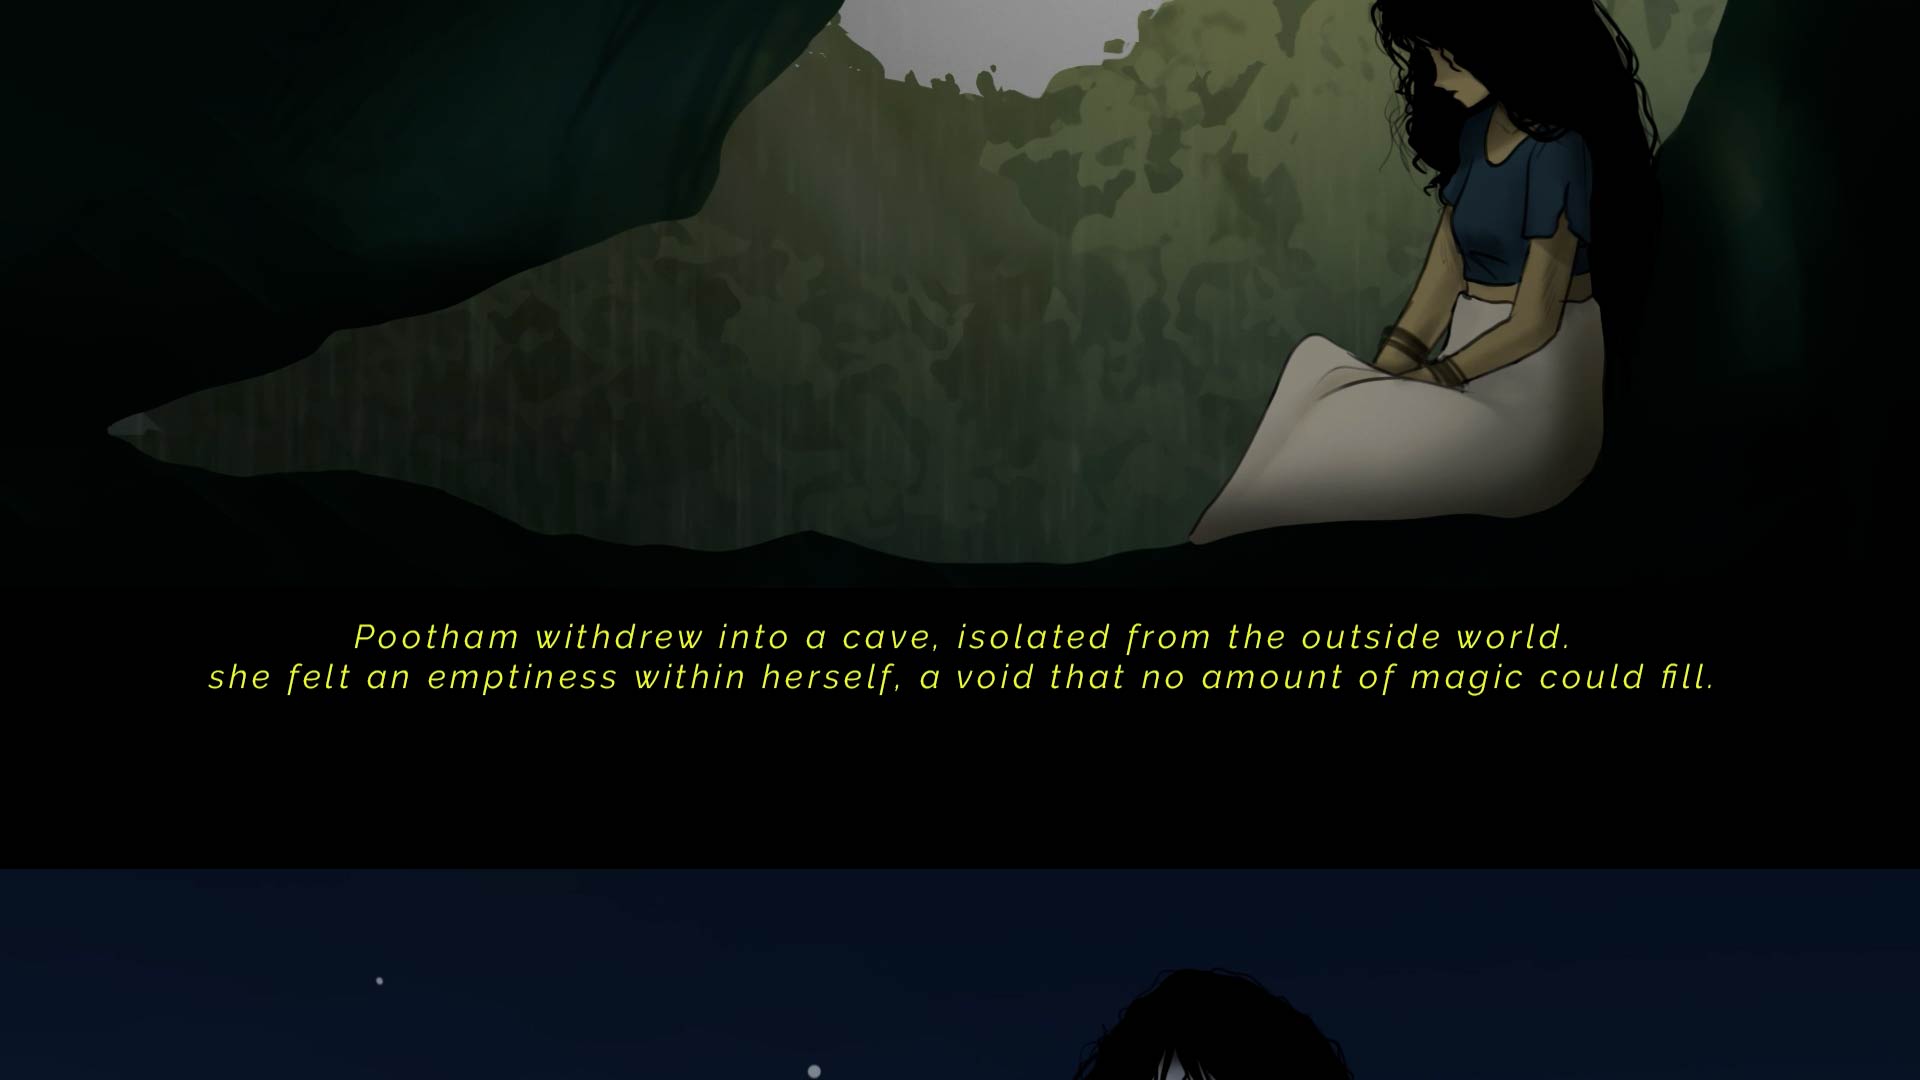 Pootham withdrew into a cave, isolated from the outside world.
she felt an emptiness within herself, a void that no amount of magic could fill.